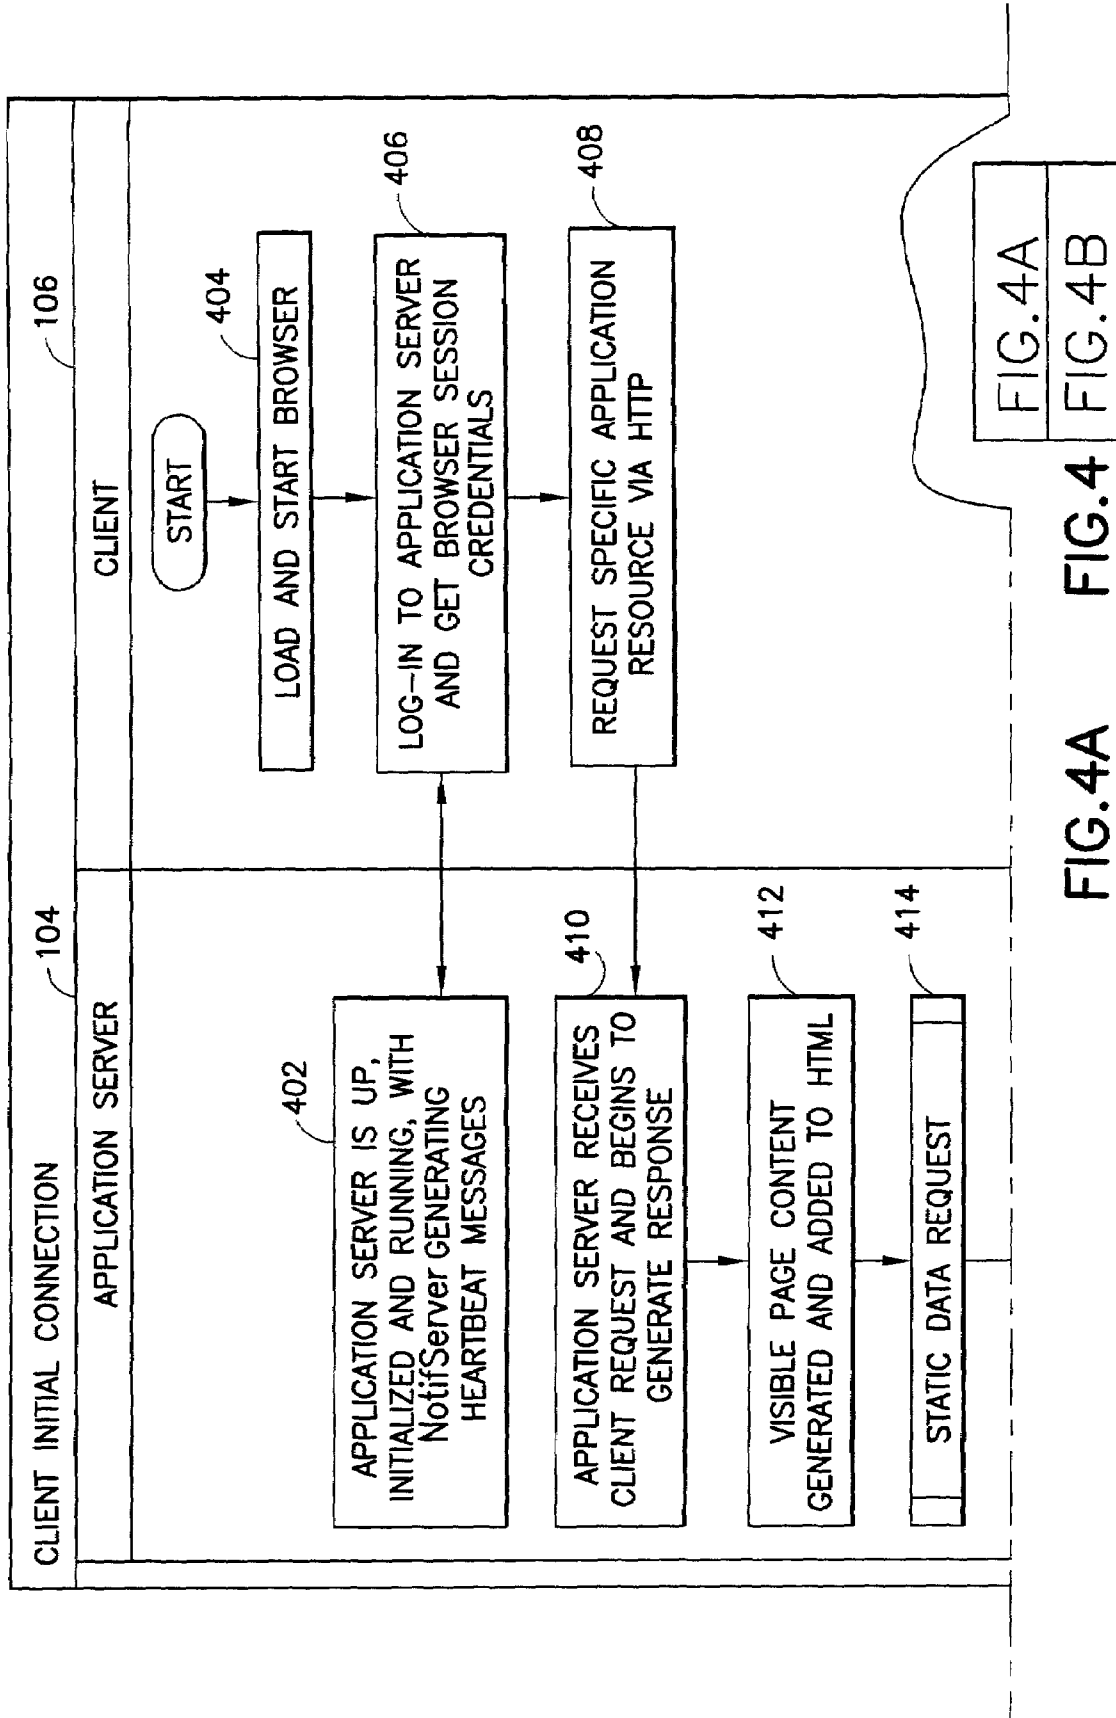 CLIENT INITIAL CONNECTION
104
106
APPLICATION SERVER
CLIENT
START
404
LOAD AND START BROWSER
402
APPLICATION SERVER IS UP,
INITIALIZED AND RUNNING, WITH
NotifServer GENERATING
HEARTBEAT MESSAGES
406
LOG-IN TO APPLICATION SERVER
AND GET BROWSER SESSION
CREDENTIALS
410
APPLICATION SERVER RECEIVES
CLIENT REQUEST AND BEGINS TO
GENERATE RESPONSE
408
REQUEST SPECIFIC APPLICATION
RESOURCE VIA HTTP
412
VISIBLE PAGE CONTENT
GENERATED AND ADDED TO HTML
414
STATIC DATA REQUEST
FIG.4A
FIG.4
FIG.4A
FIG.4B